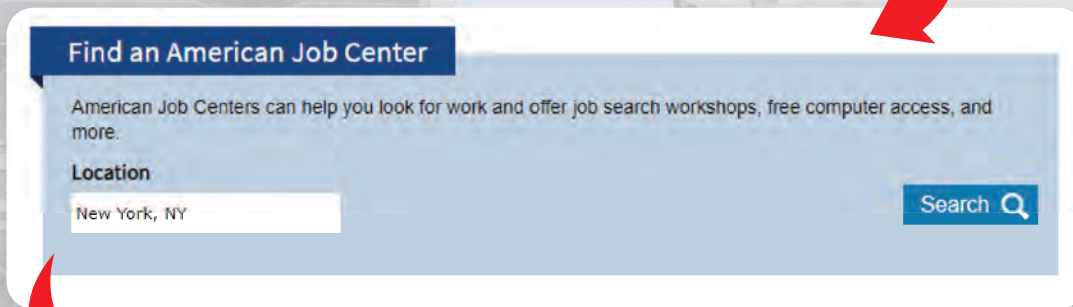 Find an American Job Center
American Job Centers can help you look for work and offer job search workshops, free computer access, and
more.
Location
New York, NY
Search